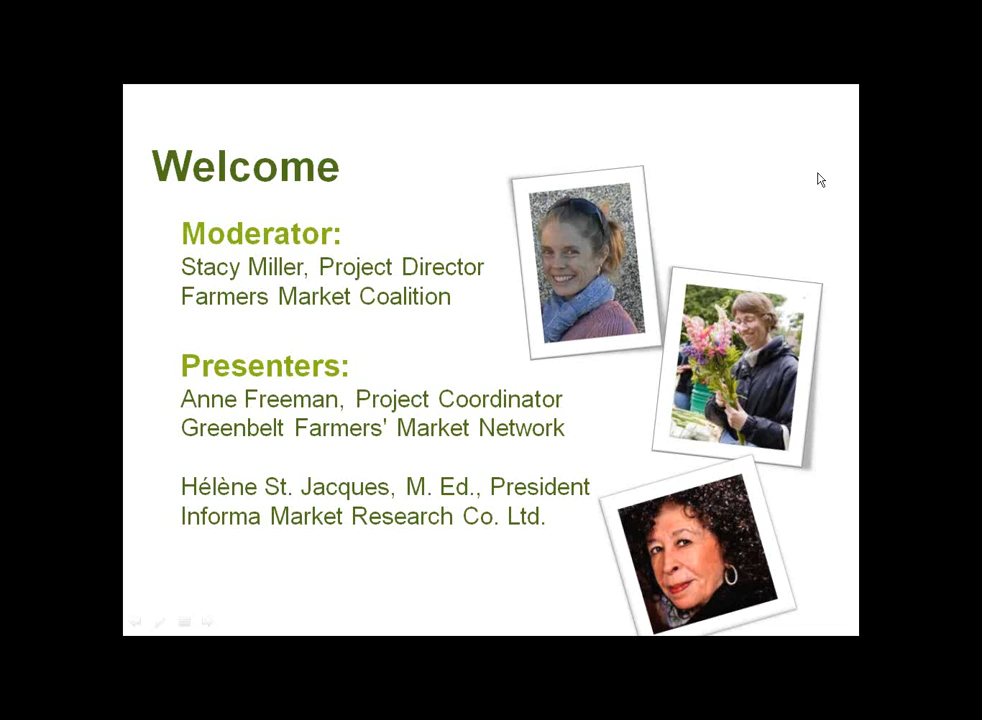 Welcome
Moderator:
Stacy Miller, Project Director
Farmers Market Coalition
Presenters:
Anne Freeman, Project Coordinator
Greenbelt Farmers' Market Network
Hélène St. Jacques, M. Ed., President
Informa Market Research Co. Ltd.